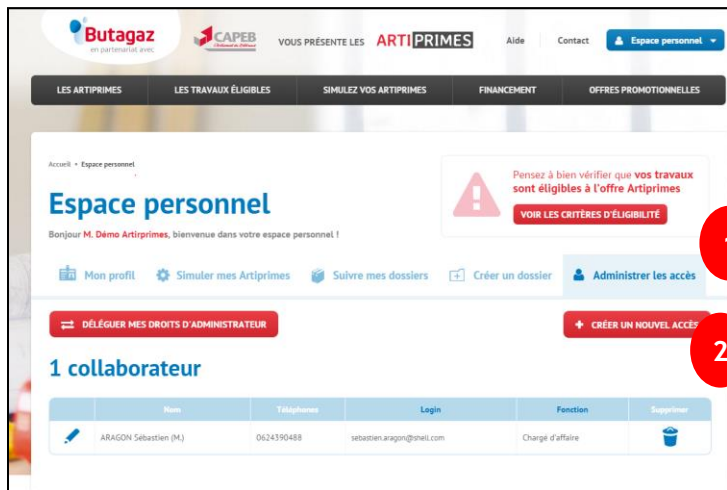 Butagaz
en partenariat avec
CAPEB
VOUS PRÉSENTE LES ARTIPRIMES
Aide
Contact
Espace personnel
LES ARTIPRIMES
LES TRAVAUX ÉLIGIBLES
SIMULEZ VOS ARTIPRIMES
FINANCEMENT
OFFRES PROMOTIONNELLES
Accueil • Espace personnel
Pensez à bien vérifier que vos travaux
sont éligibles à l'offre Artiprimes
VOIR LES CRITÈRES D'ÉLIGIBILITÉ
Espace personnel
Bonjour M. Démo Artirprimes, bienvenue dans votre espace personnel !
1
Mon profil
Simuler mes Artiprimes
Suivre mes dossiers
Créer un dossier
Administrer les accès
DÉLÉGUER MES DROITS D'ADMINISTRATEUR
+ CRÉER UN NOUVEL ACCÈS
2
1 collaborateur
Nom
Téléphones
Login
Fonction
Supprimer
ARAGON Sébastien (M.)
0624390488
sebastien.aragon@shell.com
Chargé d'affaire